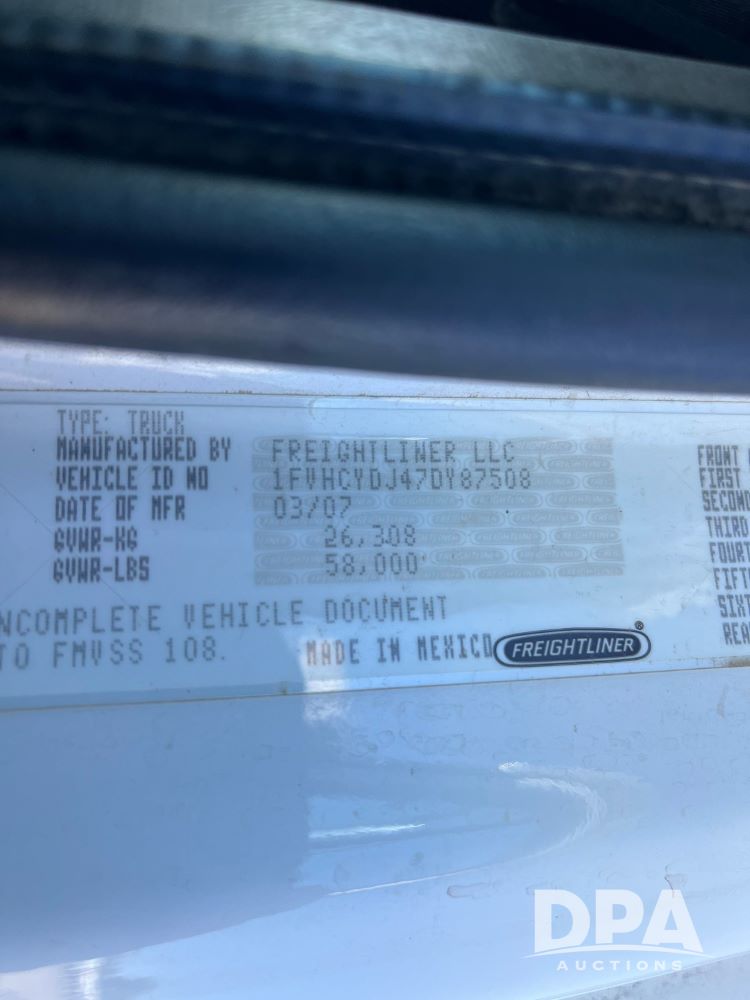 TYPE: TRUCK
MANUFACTURED BY FREIGHTLINER LLC
VEHICLE ID NO 1FVHCYDJ47DY87508
DATE OF MFR 03/07
GVWR-KG 26,308
GVWR-LBS 58,000
NCOMPLETE VEHICLE DOCUMENT
TO FMVSS 108. MADE IN MEXICO FREIGHTLINER®
FRONT
FIRST
SECOND
THIRD
FOURT
FIFT
SIXT
REA
DPA
AUCTIONS